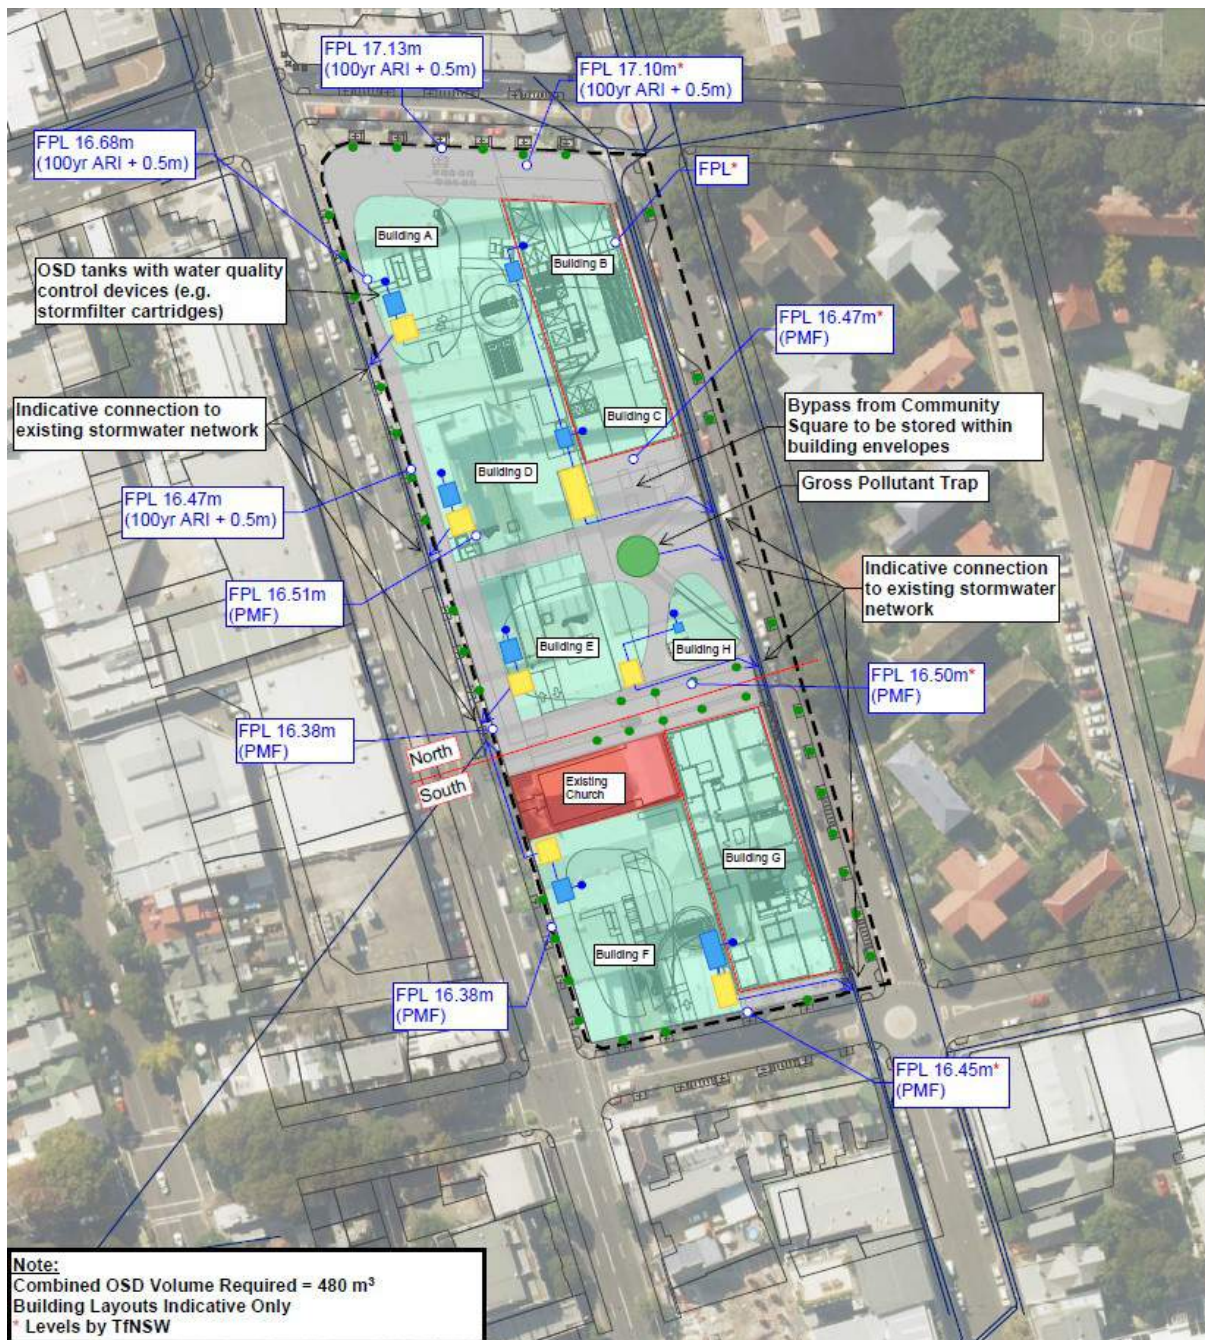 FPL 17.13m
(100yr ARI + 0.5m)
FPL 17.10m*
(100yr ARI + 0.5m)
FPL 16.68m
(100yr ARI + 0.5m)
FPL*
Building A
Building B
OSD tanks with water quality
control devices (e.g.
stormfilter cartridges)
FPL 16.47m*
(PMF)
Indicative connection to
existing stormwater network
Building C
Bypass from Community
Square to be stored within
building envelopes
Building D
Gross Pollutant Trap
FPL 16.47m
(100yr ARI + 0.5m)
Indicative connection
to existing stormwater
network
FPL 16.51m
(PMF)
Building E
Building H
FPL 16.50m*
(PMF)
FPL 16.38m
(PMF)
North
South
Existing
Church
Building G
Building F
FPL 16.38m
(PMF)
FPL 16.45m*
(PMF)
Note:
Combined OSD Volume Required = 480 m³
Building Layouts Indicative Only
* Levels by TfNSW